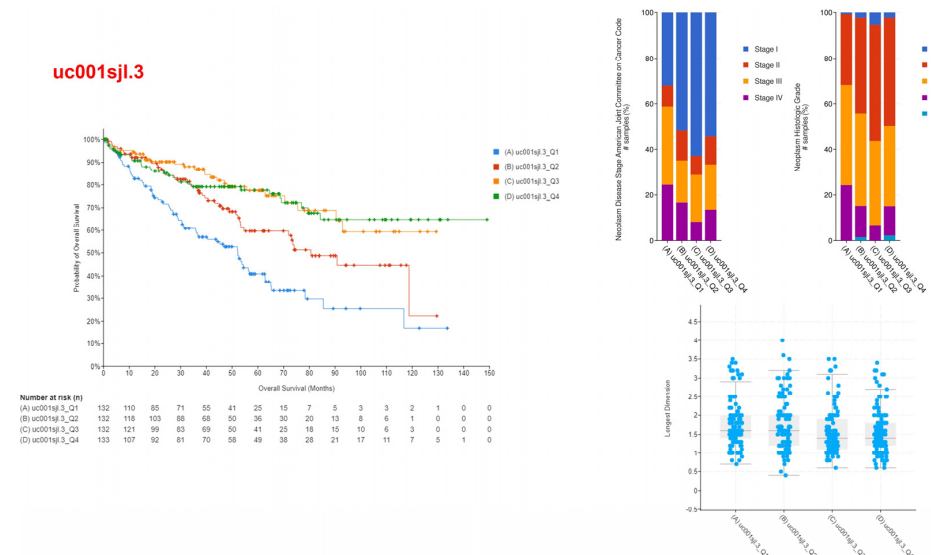 uc001sjl.3
100%
90%
80%
70%
60%
50%
40%
30%
20%
10%
0%
Probability of Overall Survival
0 10 20 30 40 50 60 70 80 90 100 110 120 130 140 150
Overall Survival (Months)
(A) uc001sjl.3_Q1
(B) uc001sjl.3_Q2
(C) uc001sjl.3_Q3
(D) uc001sjl.3_Q4
Number at risk (n)
(A) uc001sjl.3_Q1 132 110 85 71 55 41 25 15 7 5 3 3 2 1 0 0
(B) uc001sjl.3_Q2 132 118 103 88 68 50 36 30 20 13 8 6 1 0 0 0
(C) uc001sjl.3_Q3 132 121 99 83 69 50 41 25 18 15 10 6 3 0 0 0
(D) uc001sjl.3_Q4 133 107 92 81 70 58 49 38 28 21 17 11 7 5 1 0
Neoplasm Disease Stage American Joint Committee on Cancer Code
# samples (%)
100
80
60
40
20
0
Stage I
Stage II
Stage III
Stage IV
(A) uc001sjl.3_Q1
(B) uc001sjl.3_Q2
(C) uc001sjl.3_Q3
(D) uc001sjl.3_Q4
Neoplasm Histologic Grade
# samples (%)
100
80
60
40
20
0
(A) uc001sjl.3_Q1
(B) uc001sjl.3_Q2
(C) uc001sjl.3_Q3
(D) uc001sjl.3_Q4
Longest Dimension
4.5
3.5
3
2.5
2
1.5
1
0.5
0
-0.5
(A) uc001sjl.3
(B) uc001sjl.3
(C) uc001sjl.3
(D) uc001sjl.3